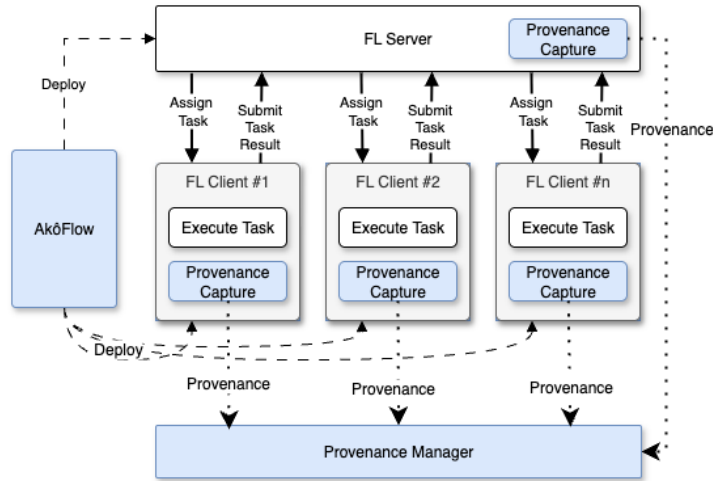 FL Server
Provenance
Capture
Deploy
Assign
Task
Submit
Task
Result
Assign
Task
Submit
Task
Result
Assign
Task
Submit
Task
Result
Provenance
AkôFlow
FL Client #1
Execute Task
Provenance
Capture
FL Client #2
Execute Task
Provenance
Capture
FL Client #n
Execute Task
Provenance
Capture
Deploy
Provenance
Provenance
Provenance
Provenance Manager